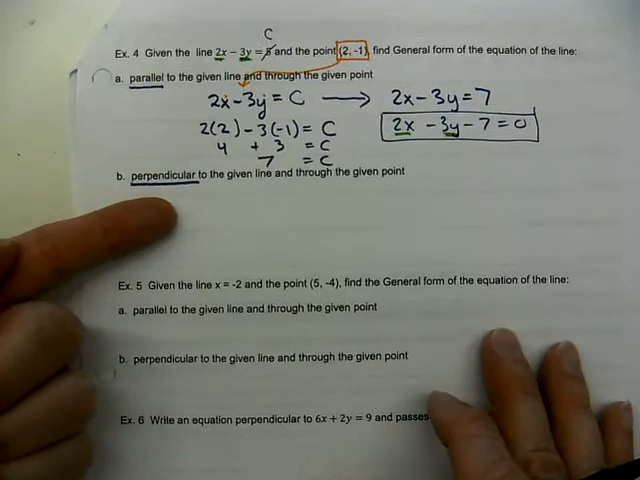 C
Ex. 4 Given the line 2x − 3y = and the point (2, -1), find General form of the equation of the line:
a. parallel to the given line and through the given point
2x - 3y = C → 2x - 3y = 7
2(2) - 3(-1) = C 2x - 3y - 7 = 0
4 + 3 = C
7 = C
b. perpendicular to the given line and through the given point
Ex. 5 Given the line x = -2 and the point (5, -4), find the General form of the equation of the line:
a. parallel to the given line and through the given point
b. perpendicular to the given line and through the given point
Ex. 6 Write an equation perpendicular to 6x + 2y = 9 and passes